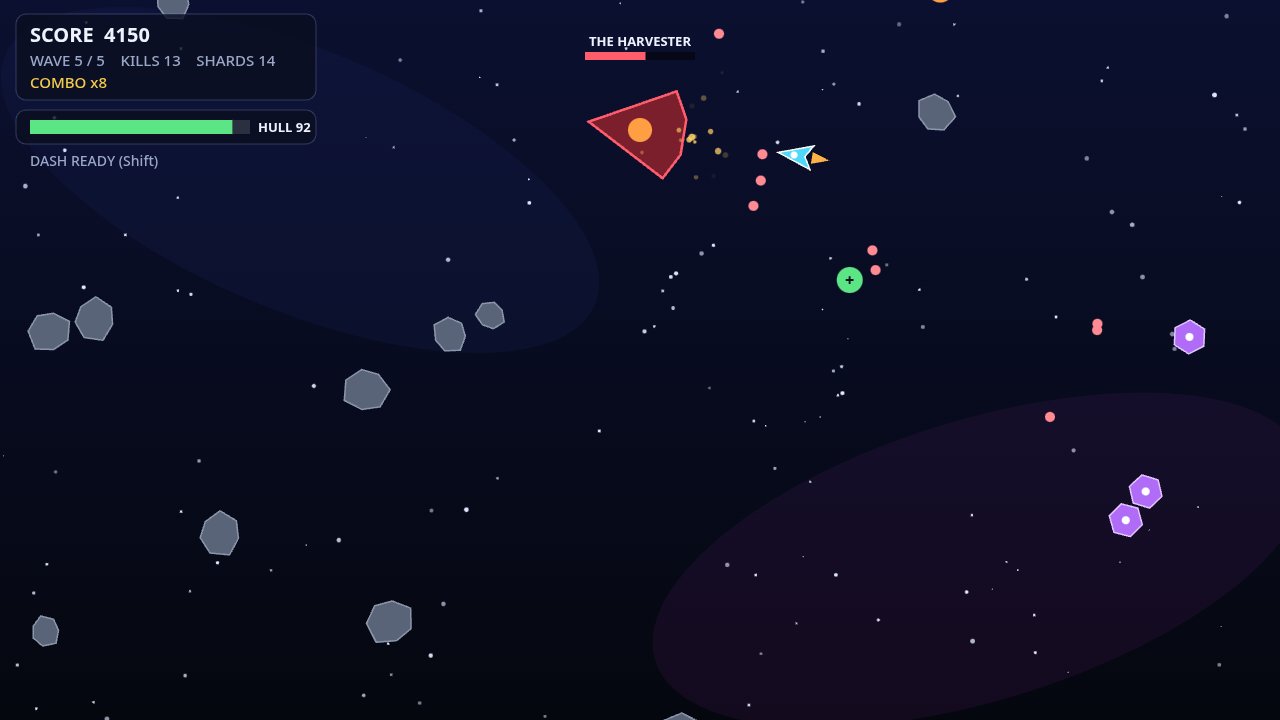 SCORE 4150
WAVE 5 / 5 KILLS 13 SHARDS 14
COMBO x8
HULL 92
DASH READY (Shift)
THE HARVESTER
+